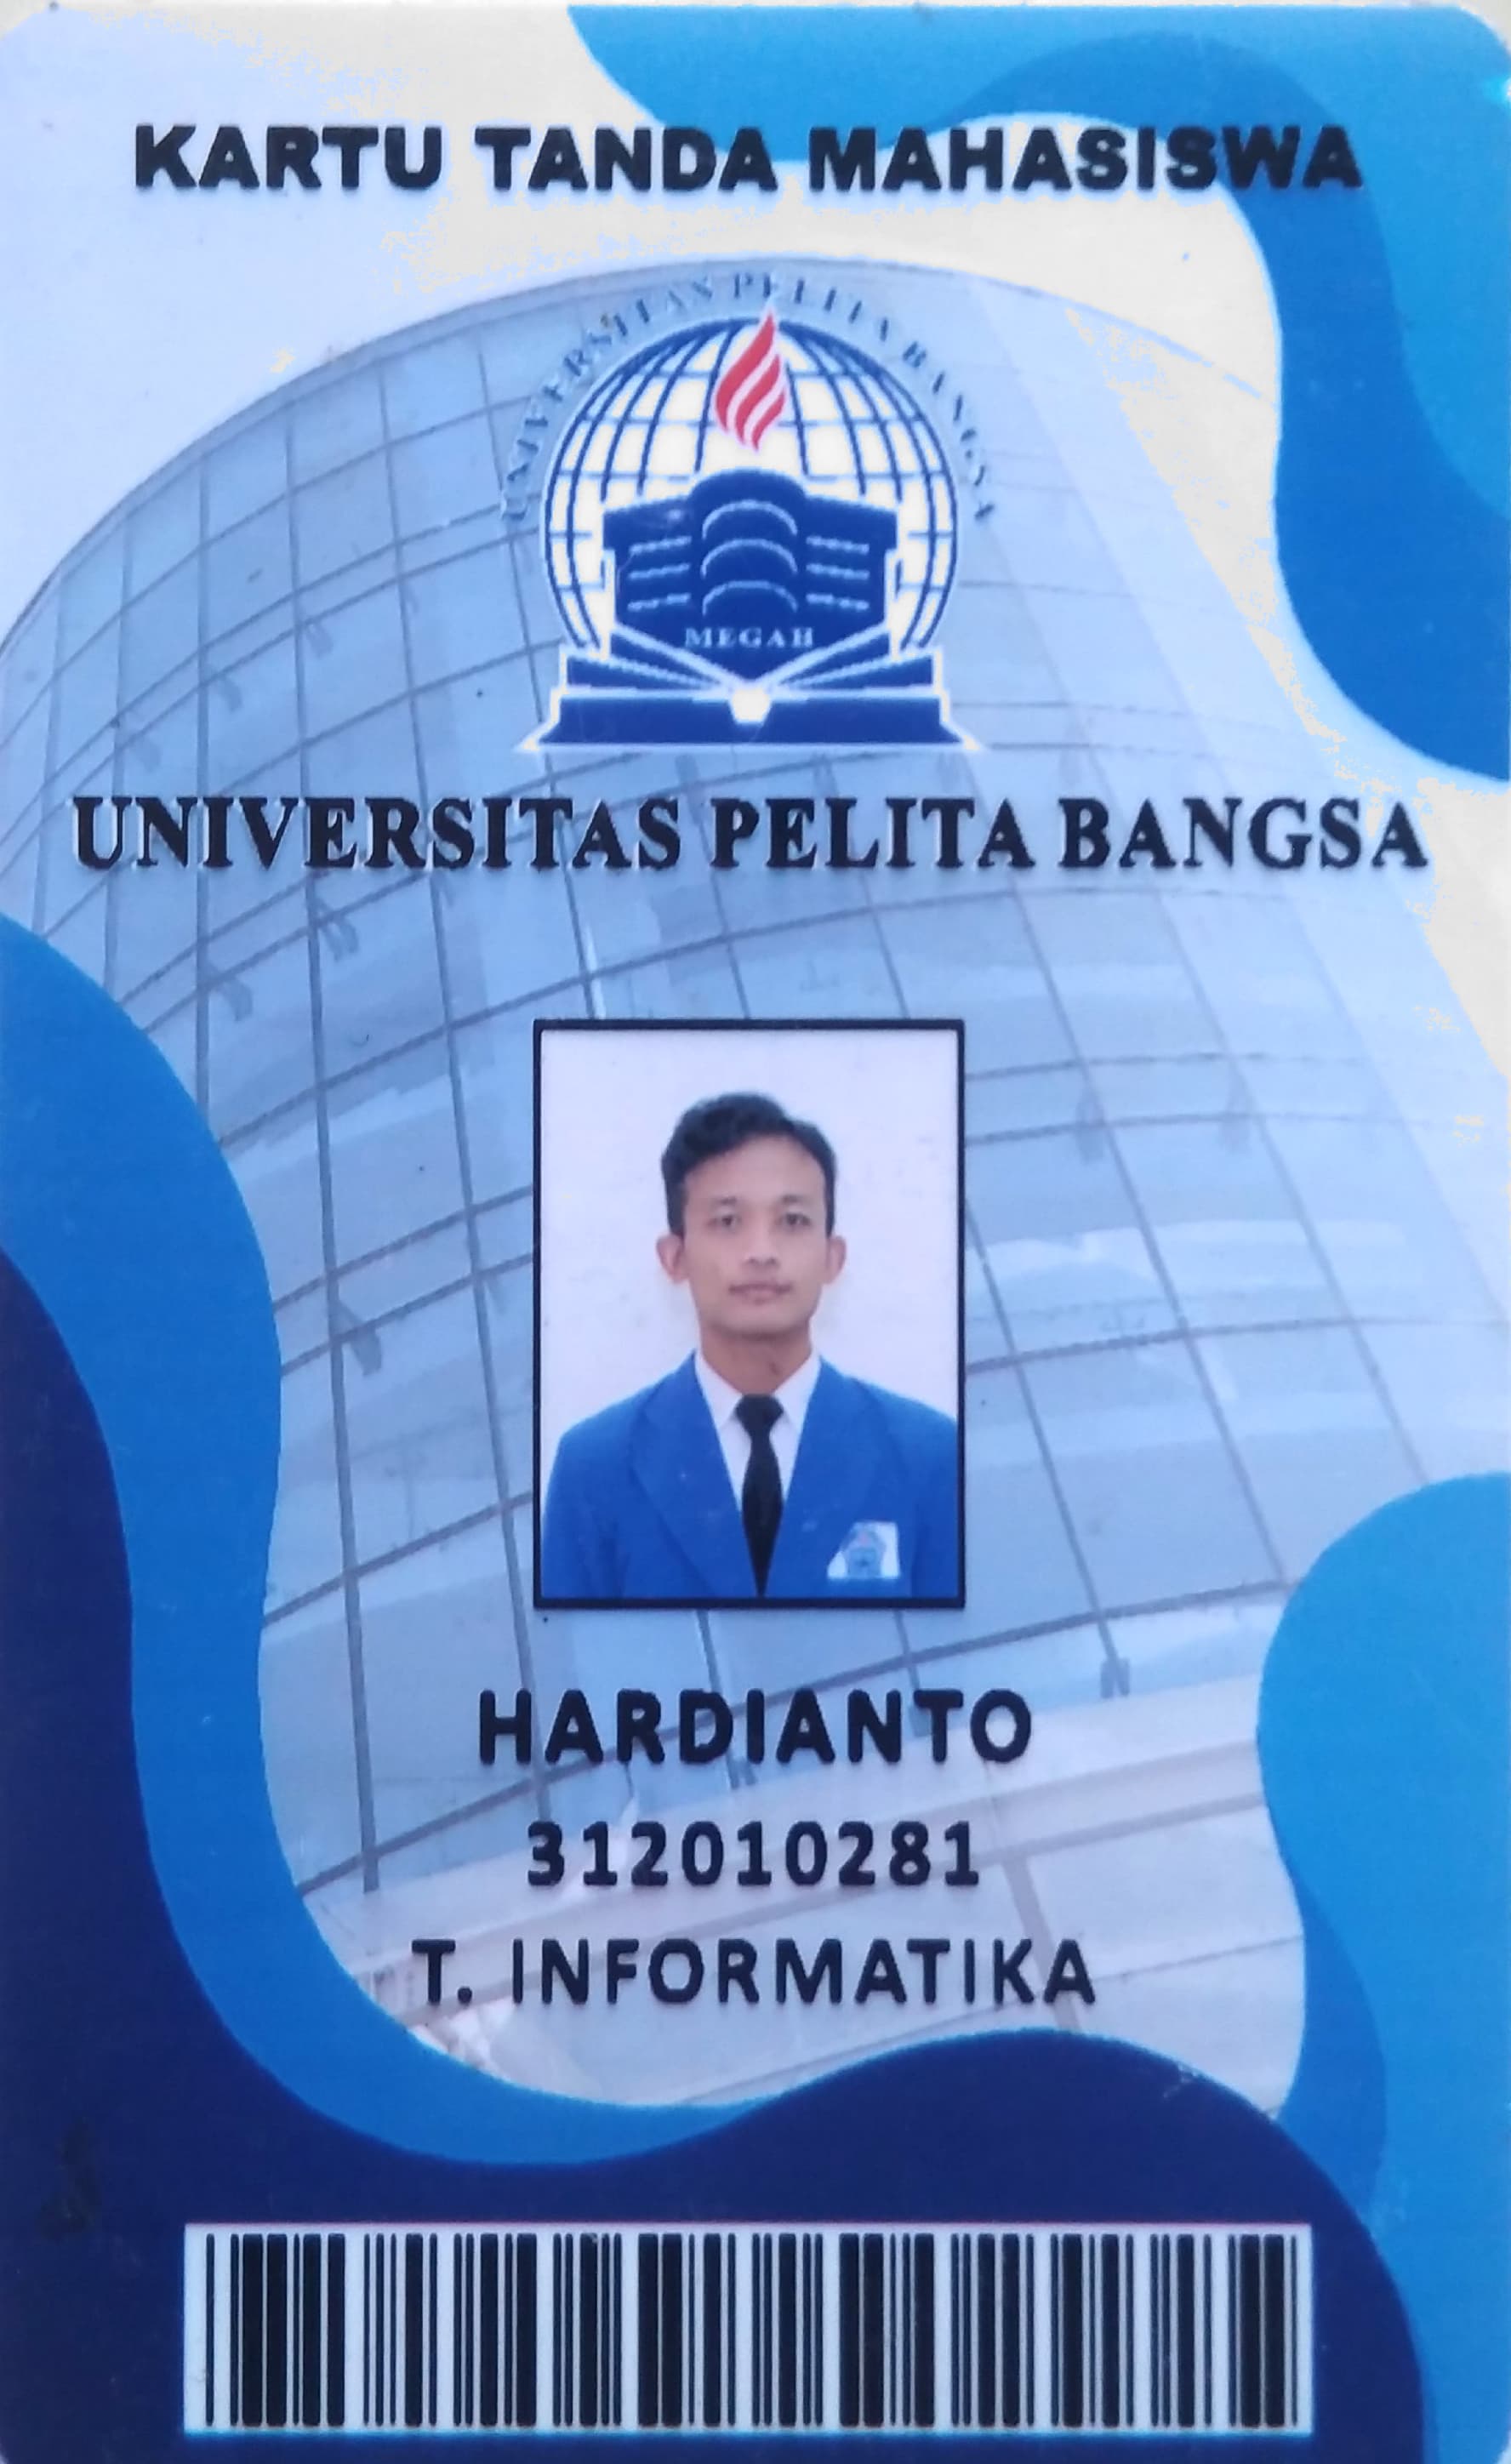 KARTU TANDA MAHASISWA
UNIVERSITAS PELITA BANGSA
MEGAH
UNIVERSITAS PELITA BANGSA
HARDIANTO
312010281
T. INFORMATIKA